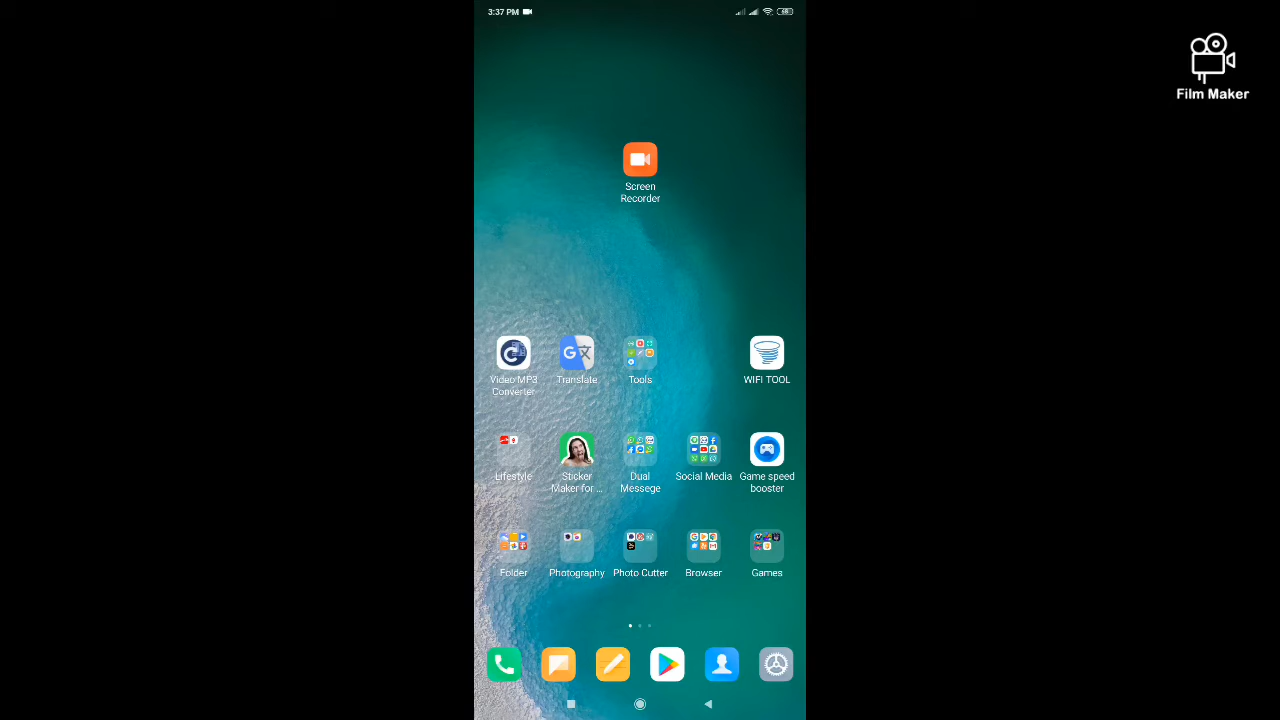 3:37 PM
68
Film Maker
Screen
Recorder
Video MP3
Converter
Translate
Tools
WIFI TOOL
Lifestyle
Sticker
Maker for ...
Dual
Messege
Social Media
Game speed
booster
Folder
Photography
Photo Cutter
Browser
Games